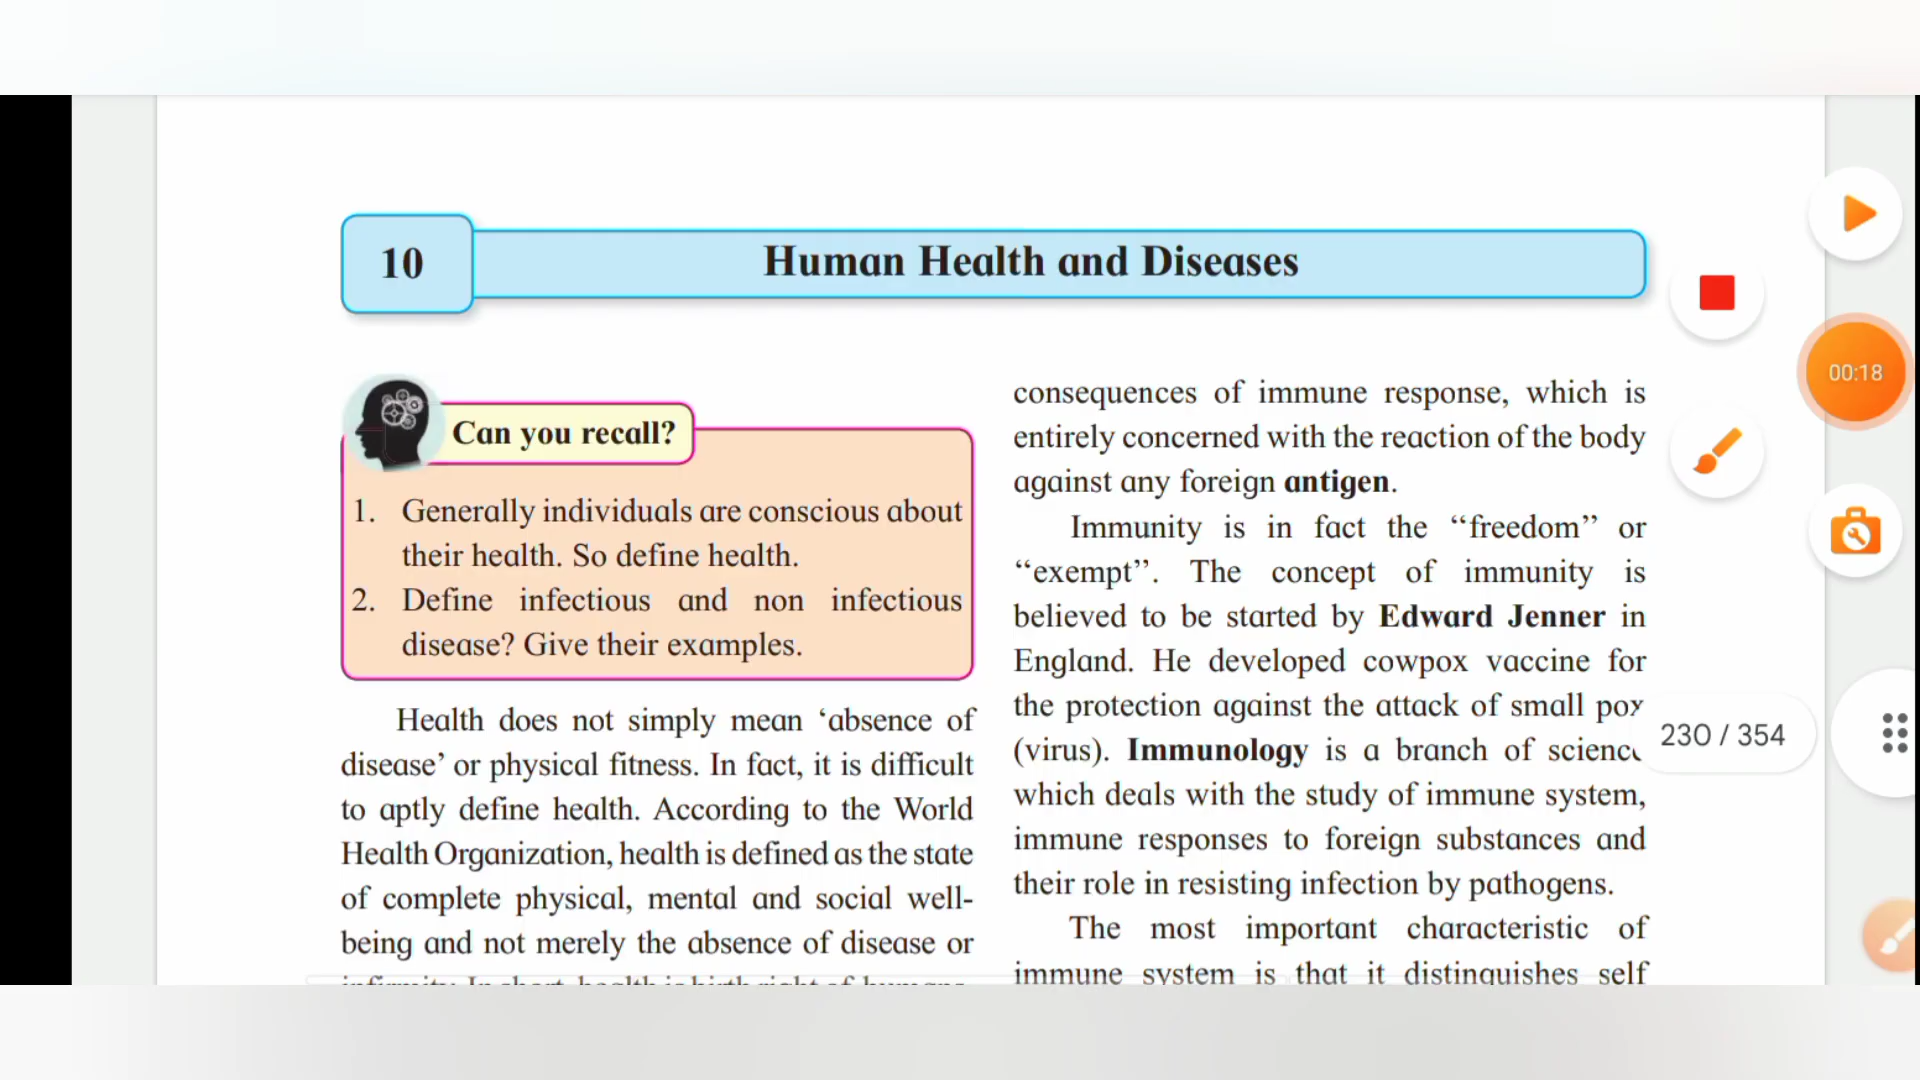 10
Human Health and Diseases
Can you recall?
1. Generally individuals are conscious about
their health. So define health.
2. Define infectious and non infectious
disease? Give their examples.
Health does not simply mean ‘absence of
disease’ or physical fitness. In fact, it is difficult
to aptly define health. According to the World
Health Organization, health is defined as the state
of complete physical, mental and social well-
being and not merely the absence of disease or
consequences of immune response, which is
entirely concerned with the reaction of the body
against any foreign antigen.
Immunity is in fact the ‘‘freedom’’ or
‘‘exempt’’. The concept of immunity is
believed to be started by Edward Jenner in
England. He developed cowpox vaccine for
the protection against the attack of small pox
(virus). Immunology is a branch of science
which deals with the study of immune system,
immune responses to foreign substances and
their role in resisting infection by pathogens.
The most important characteristic of
immune system is that it distinguishes self
00:18
230 / 354